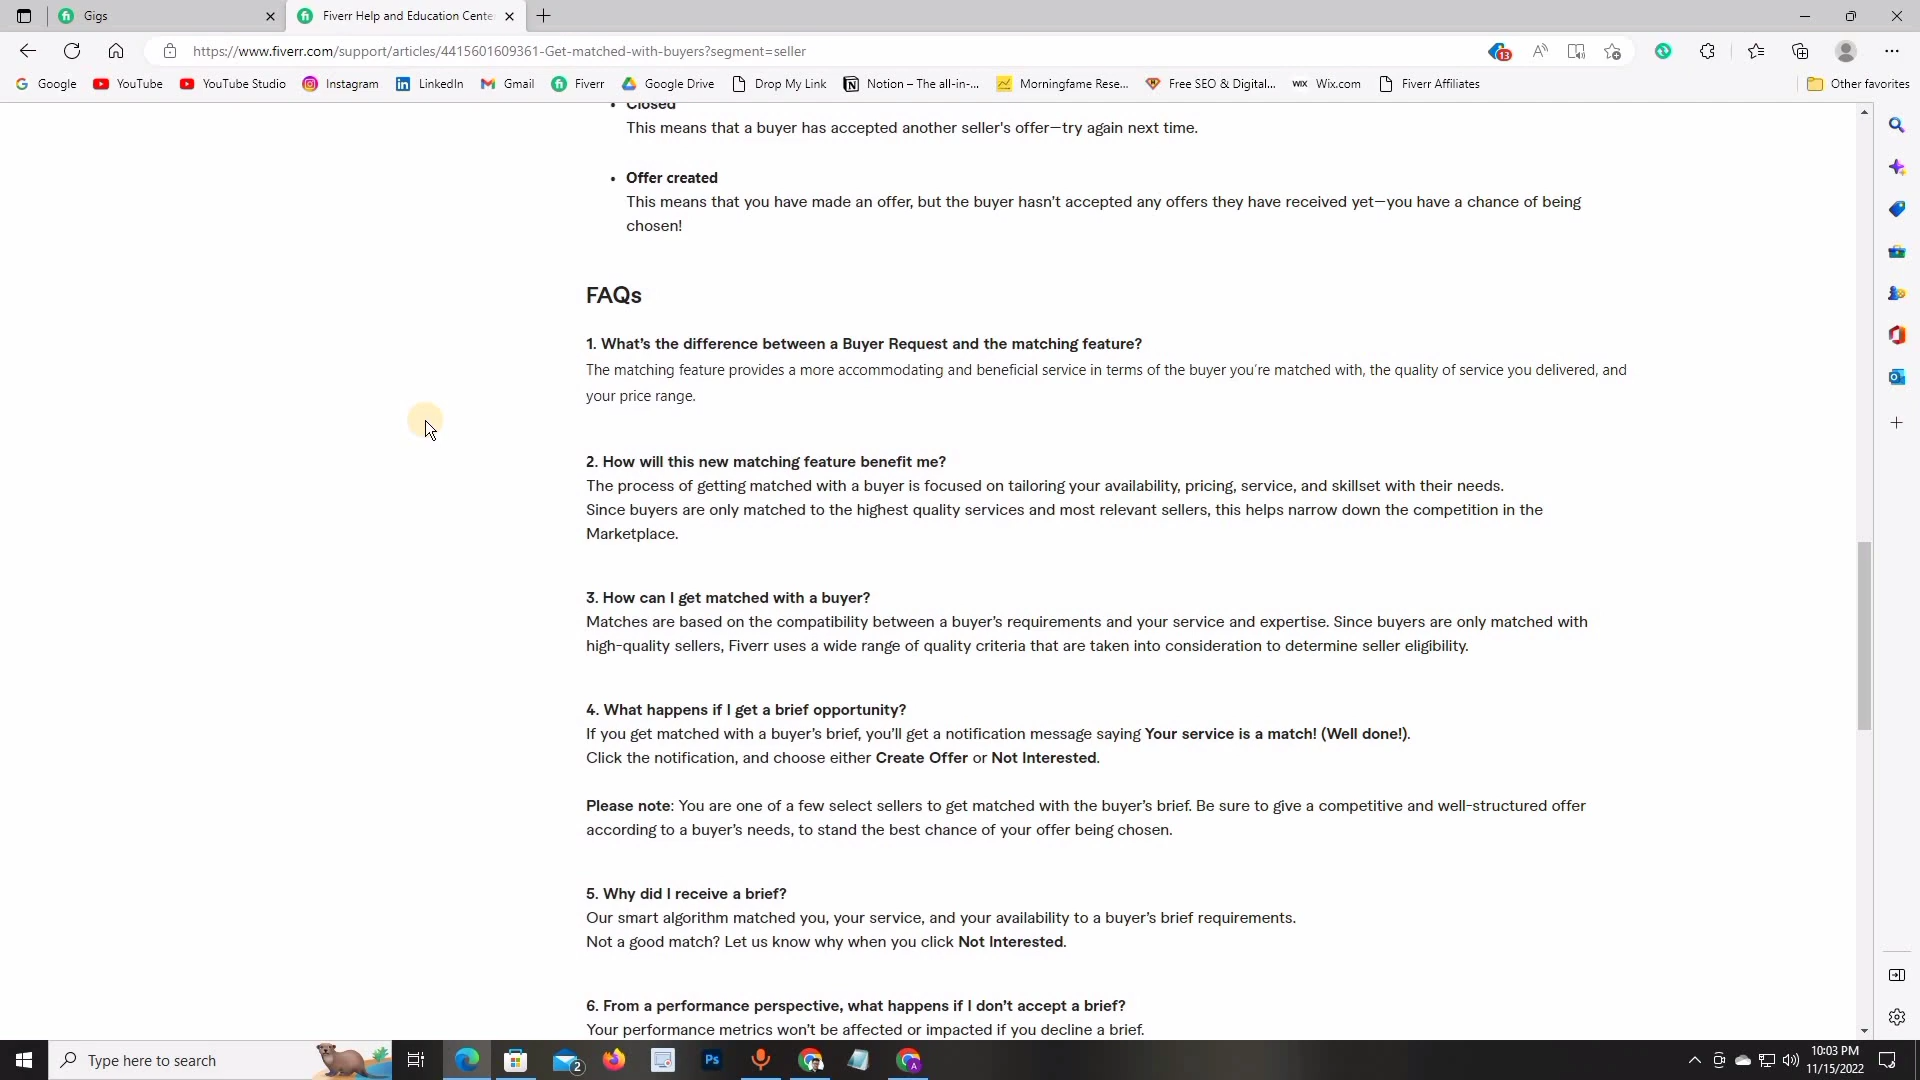 Gigs
Fiverr Help and Education Cente
https://www.fiverr.com/support/articles/4415601609361-Get-matched-with-buyers?segment=seller
13
Google YouTube YouTube Studio Instagram LinkedIn Gmail Fiverr Google Drive Drop My Link Notion – The all-in-... Morningfame Rese... Free SEO & Digital... WIX Wix.com Fiverr Affiliates Other favorites
• Closed
This means that a buyer has accepted another seller's offer—try again next time.
• Offer created
This means that you have made an offer, but the buyer hasn't accepted any offers they have received yet—you have a chance of being
chosen!
FAQs
1. What's the difference between a Buyer Request and the matching feature?
The matching feature provides a more accommodating and beneficial service in terms of the buyer you're matched with, the quality of service you delivered, and
your price range.
2. How will this new matching feature benefit me?
The process of getting matched with a buyer is focused on tailoring your availability, pricing, service, and skillset with their needs.
Since buyers are only matched to the highest quality services and most relevant sellers, this helps narrow down the competition in the
Marketplace.
3. How can I get matched with a buyer?
Matches are based on the compatibility between a buyer's requirements and your service and expertise. Since buyers are only matched with
high-quality sellers, Fiverr uses a wide range of quality criteria that are taken into consideration to determine seller eligibility.
4. What happens if I get a brief opportunity?
If you get matched with a buyer's brief, you'll get a notification message saying Your service is a match! (Well done!).
Click the notification, and choose either Create Offer or Not Interested.
Please note: You are one of a few select sellers to get matched with the buyer's brief. Be sure to give a competitive and well-structured offer
according to a buyer's needs, to stand the best chance of your offer being chosen.
5. Why did I receive a brief?
Our smart algorithm matched you, your service, and your availability to a buyer's brief requirements.
Not a good match? Let us know why when you click Not Interested.
6. From a performance perspective, what happens if I don't accept a brief?
Your performance metrics won't be affected or impacted if you decline a brief.
Type here to search
2
Ps
A
10:03 PM
11/15/2022